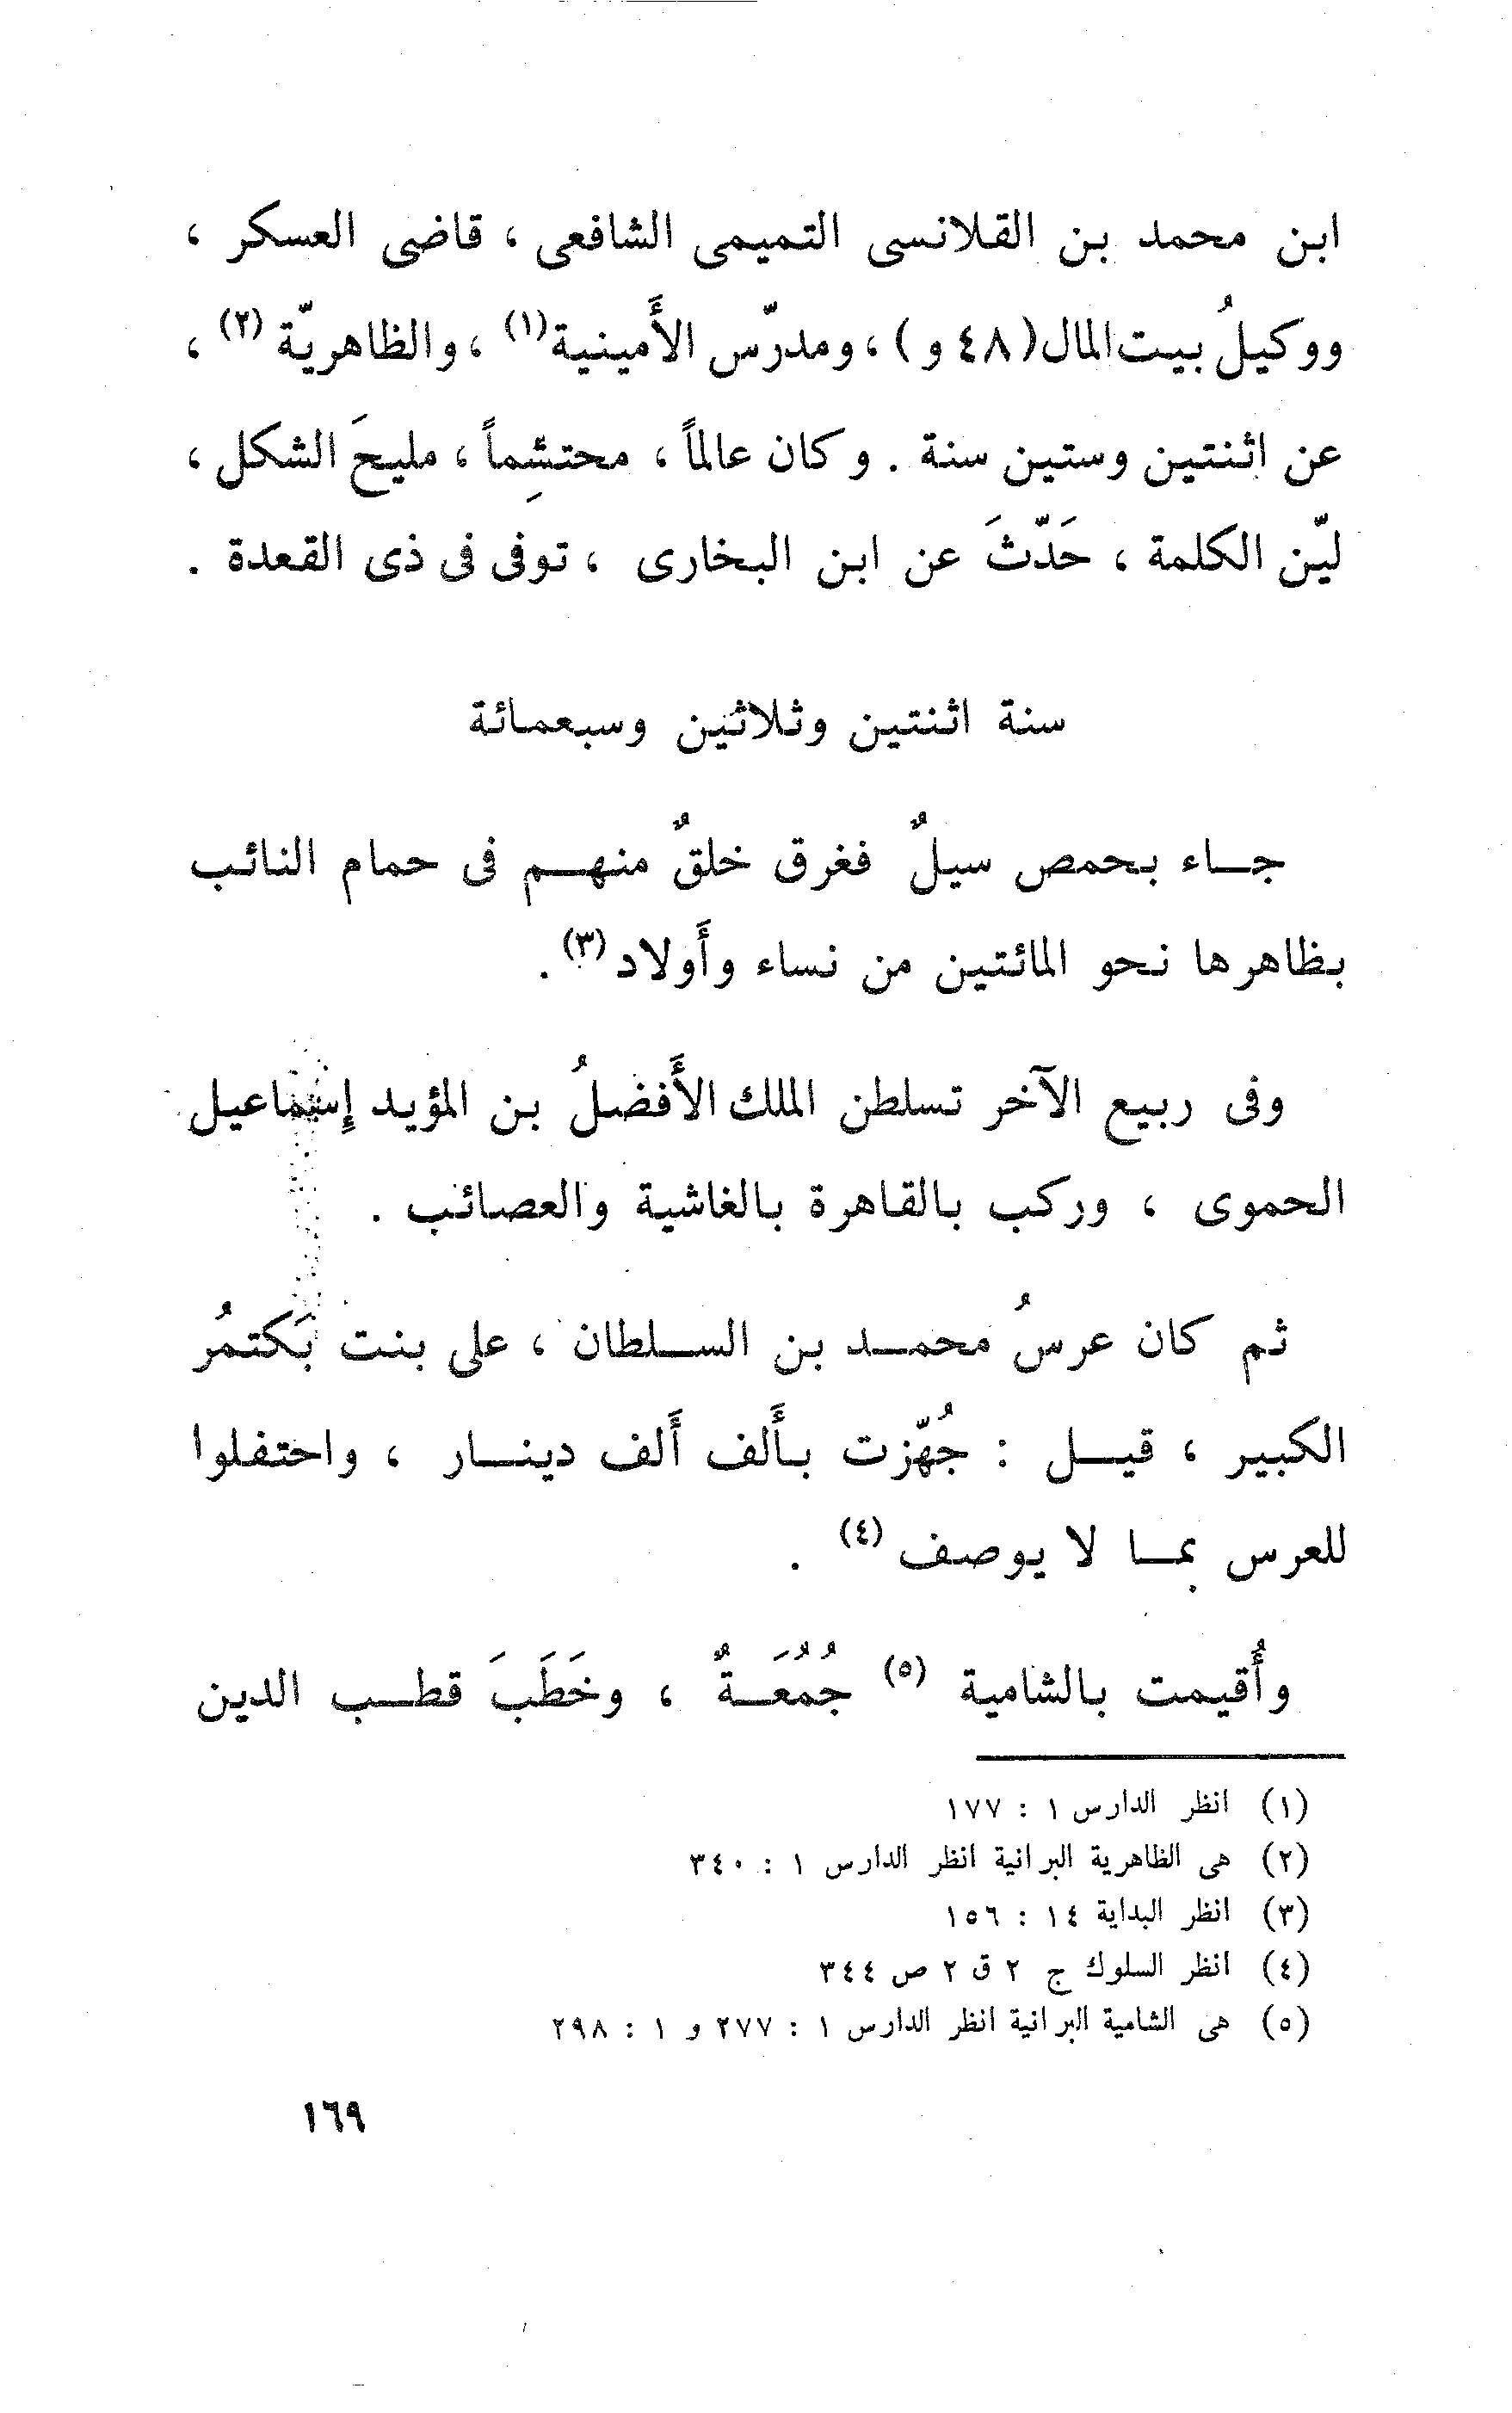 ابن محمد بن القلانسى التميمى الشافعى ، قاضى العسكر ،
ووكيلُ بيت المال (٤٨ و) ، ومدرّس الأَمينية (١) ، والظاهريّة (٢) ،
عن اثنتين وستين سنة . وكان عالماً ، محتشِماً ، مليحَ الشكل ،
ليّن الكلمة ، حَدّثَ عن ابن البخارى ، توفى فى ذى القعدة .
سنة اثنتين وثلاثين وسبعمائة
جاء بحمص سيلٌ فغرق خلقٌ منهم فى حمام النائب
بظاهرها نحو المائتين من نساء وأَولاد (٣) .
وفى ربيع الآخر تسلطن الملك الأَفضلُ بن المؤيد إسماعيل
الحموى ، وركب بالقاهرة بالغاشية والعصائب .
ثم كان عرسُ محمد بن السلطان ، على بنت بَكتمُر
الكبير ، قيل : جُهّزت بأَلف أَلف دينار ، واحتفلوا
للعرس بما لا يوصف (٤) .
وأُقيمت بالشامية (٥) جُمُعَةٌ ، وخَطَبَ قطب الدين
(١) انظر الدارس ١ : ١٧٧
(٢) هى الظاهرية البرانية انظر الدارس ١ : ٣٤٠
(٣) انظر البداية ١٤ : ١٥٦
(٤) انظر السلوك ج ٢ ق ٢ ص ٣٤٤
(٥) هى الشامية البرانية انظر الدارس ١ : ٢٧٧ و ١ : ٢٩٨
١٦٩